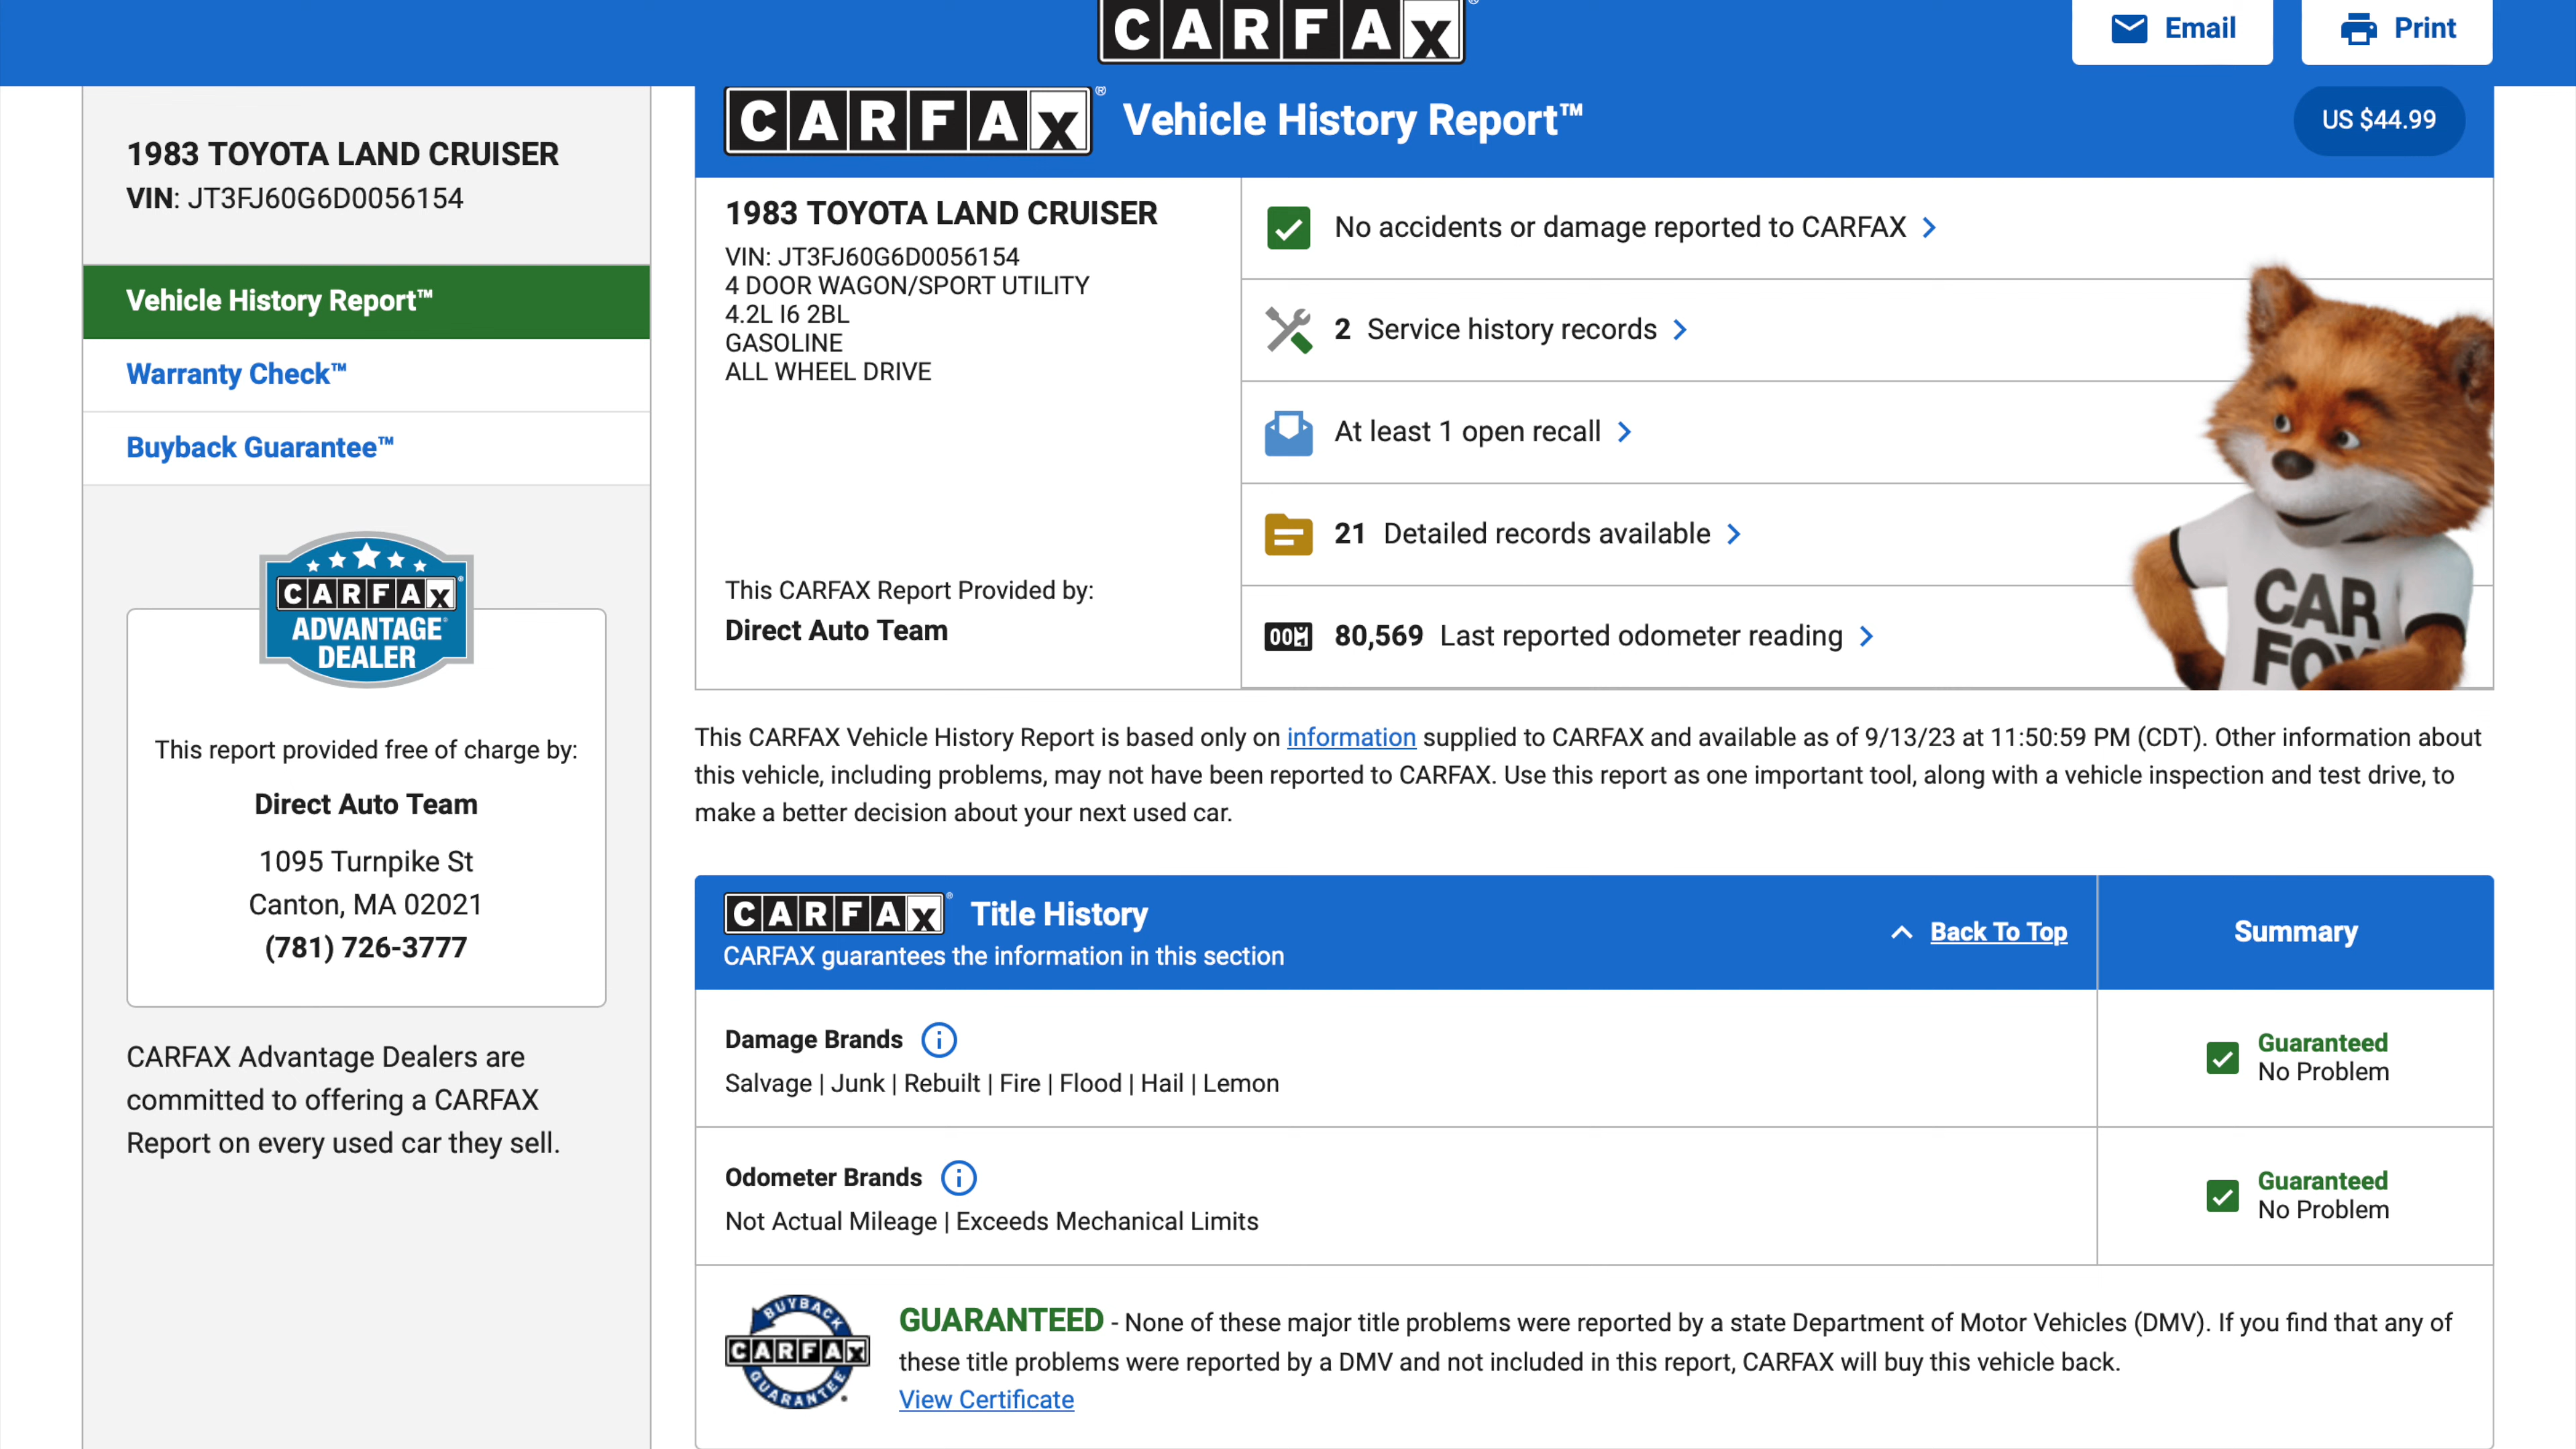 CARFAX®
Email
Print
1983 TOYOTA LAND CRUISER
VIN: JT3FJ60G6D0056154
Vehicle History Report™
Warranty Check™
Buyback Guarantee™
CARFAX®
ADVANTAGE
DEALER
This report provided free of charge by:
Direct Auto Team
1095 Turnpike St
Canton, MA 02021
(781) 726-3777
CARFAX Advantage Dealers are
committed to offering a CARFAX
Report on every used car they sell.
CARFAX® Vehicle History Report™
US $44.99
1983 TOYOTA LAND CRUISER
VIN: JT3FJ60G6D0056154
4 DOOR WAGON/SPORT UTILITY
4.2L I6 2BL
GASOLINE
ALL WHEEL DRIVE
This CARFAX Report Provided by:
Direct Auto Team
No accidents or damage reported to CARFAX
2 Service history records
At least 1 open recall
21 Detailed records available
80,569 Last reported odometer reading
CAR
FOX
This CARFAX Vehicle History Report is based only on information supplied to CARFAX and available as of 9/13/23 at 11:50:59 PM (CDT). Other information about
this vehicle, including problems, may not have been reported to CARFAX. Use this report as one important tool, along with a vehicle inspection and test drive, to
make a better decision about your next used car.
CARFAX® Title History
CARFAX guarantees the information in this section
Back To Top
Summary
Damage Brands
Salvage | Junk | Rebuilt | Fire | Flood | Hail | Lemon
Guaranteed
No Problem
Odometer Brands
Not Actual Mileage | Exceeds Mechanical Limits
Guaranteed
No Problem
BUYBACK
CARFAX
GUARANTEE
GUARANTEED - None of these major title problems were reported by a state Department of Motor Vehicles (DMV). If you find that any of
these title problems were reported by a DMV and not included in this report, CARFAX will buy this vehicle back.
View Certificate